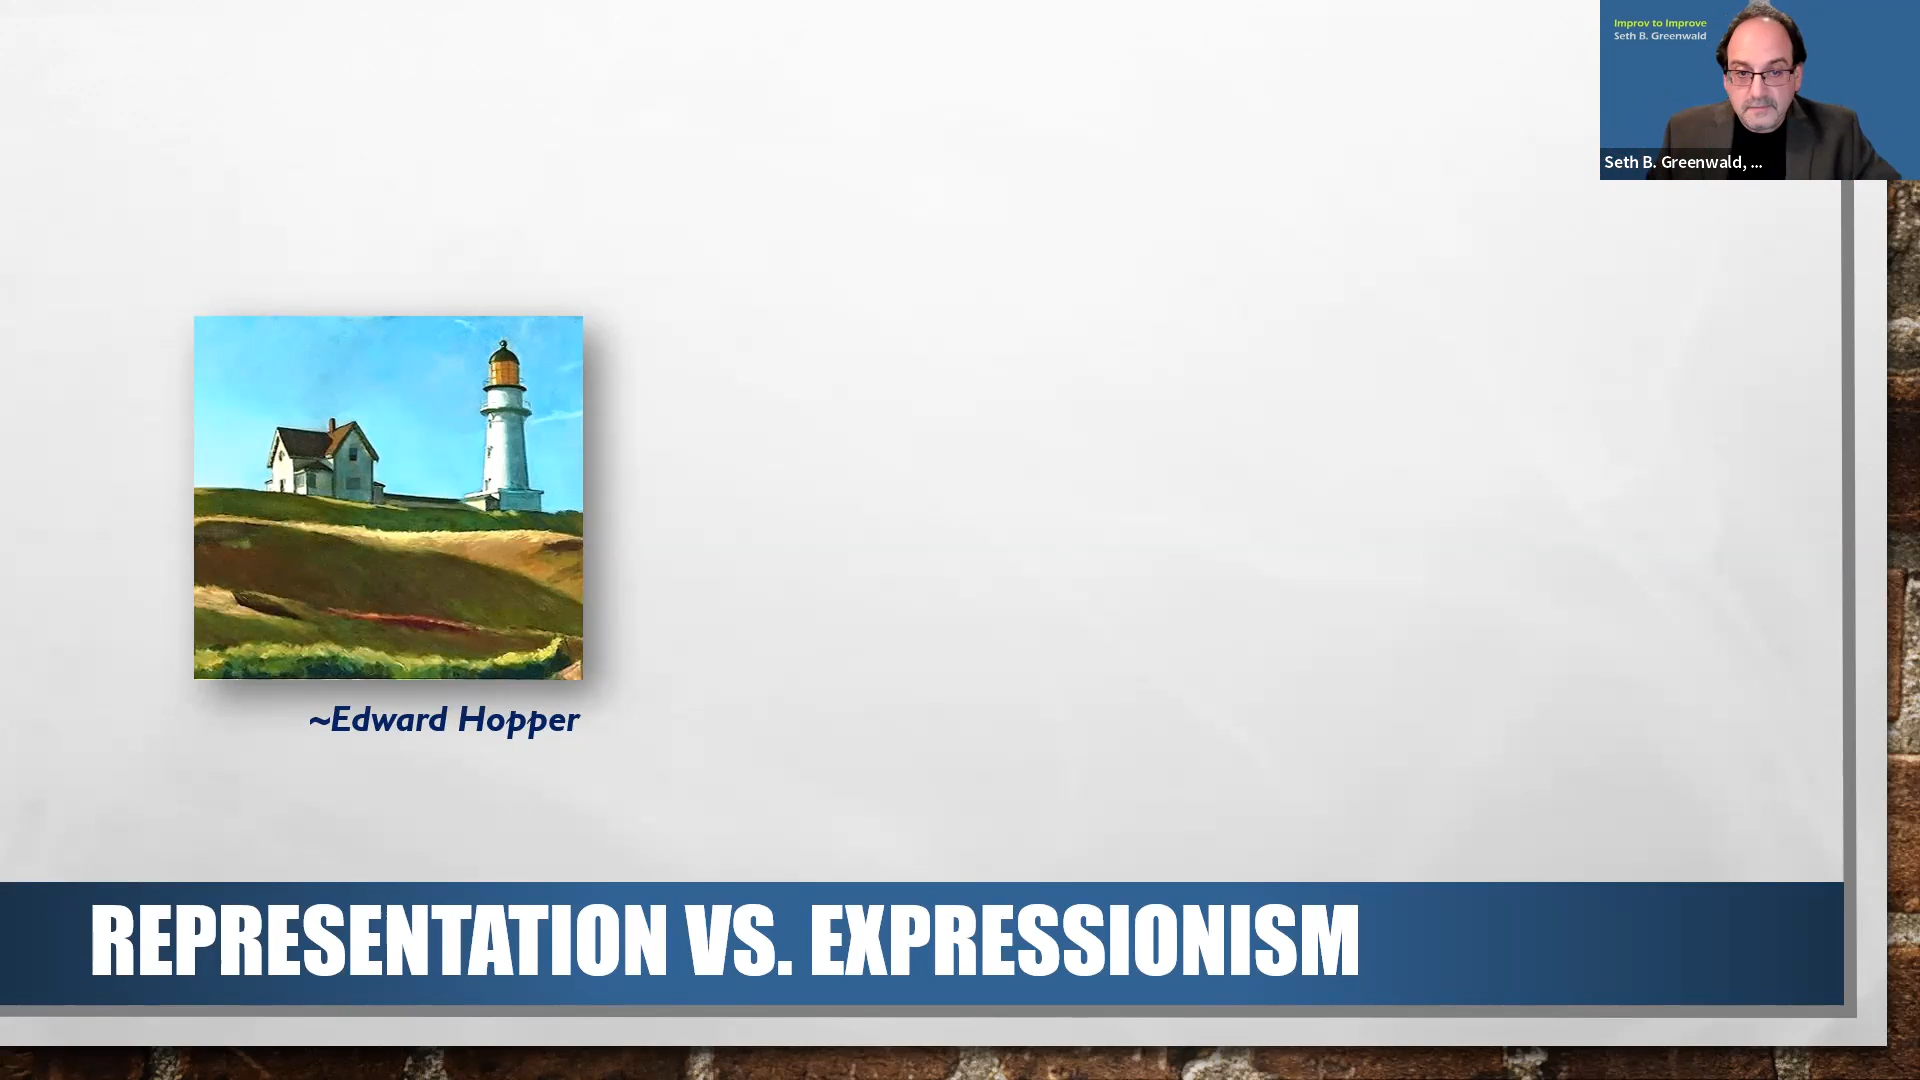 Improv to Improve
Seth B. Greenwald
Seth B. Greenwald, ...
~Edward Hopper
REPRESENTATION VS. EXPRESSIONISM